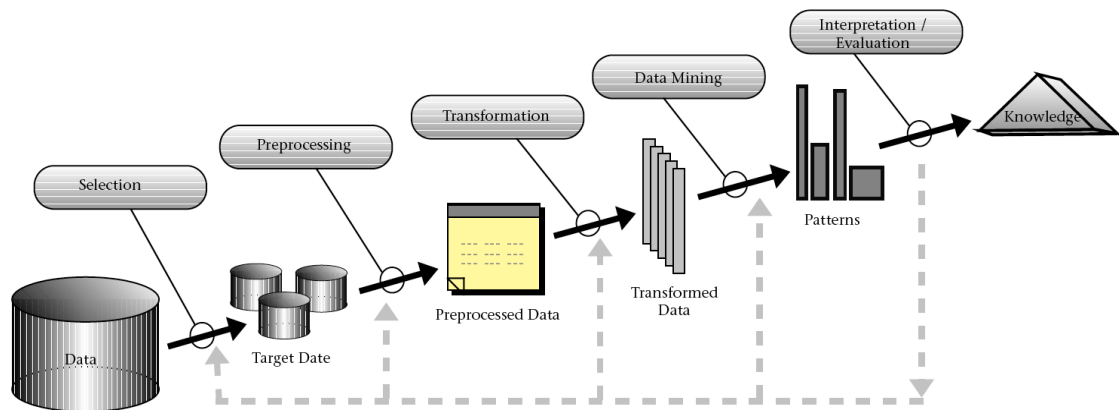 Interpretation /
Evaluation
Data Mining
Transformation
Preprocessing
Selection
Knowledge
Patterns
Transformed
Data
Preprocessed Data
Target Date
Data